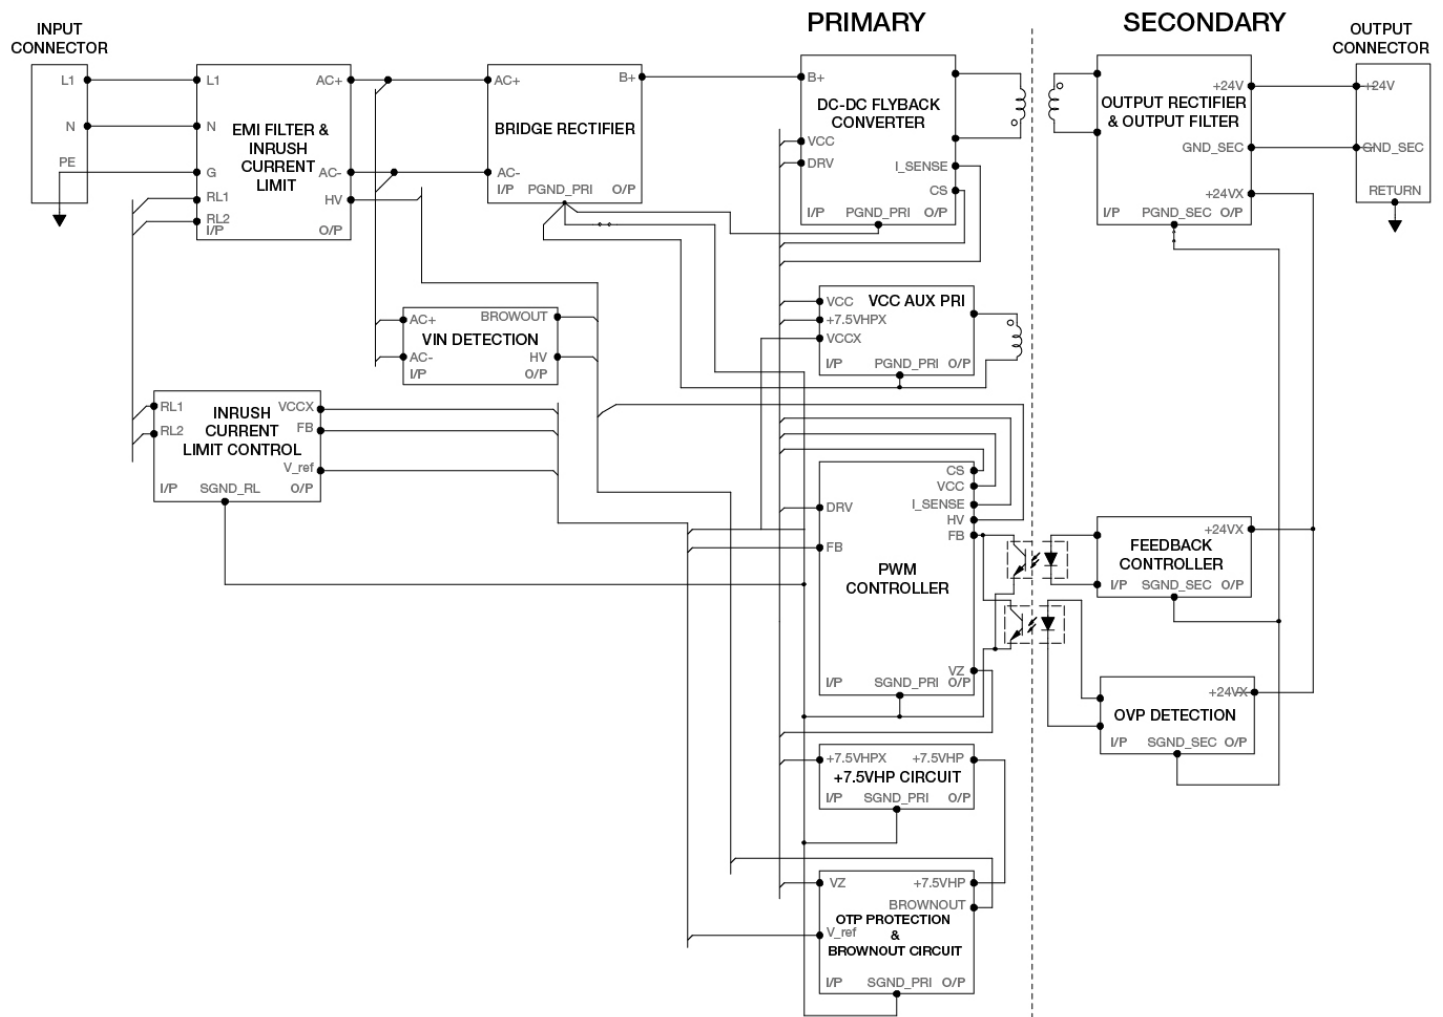 PRIMARY
SECONDARY
INPUT
CONNECTOR
L1
N
PE
L1
N
G
RL1
RL2
I/P
EMI FILTER &
INRUSH
CURRENT
LIMIT
AC+
AC-
HV
O/P
AC+
AC-
I/P
BRIDGE RECTIFIER
PGND_PRI
B+
O/P
B+
DC-DC FLYBACK
CONVERTER
VCC
DRV
I_SENSE
CS
I/P
PGND_PRI
O/P
OUTPUT RECTIFIER
& OUTPUT FILTER
+24V
GND_SEC
+24VX
I/P
PGND_SEC
O/P
OUTPUT
CONNECTOR
+24V
GND_SEC
RETURN
AC+
AC-
I/P
VIN DETECTION
BROWOUT
HV
O/P
VCC
+7.5VHPX
VCCX
VCC AUX PRI
I/P
PGND_PRI
O/P
RL1
RL2
INRUSH
CURRENT
LIMIT CONTROL
VCCX
FB
V_ref
I/P
SGND_RL
O/P
DRV
FB
PWM
CONTROLLER
CS
VCC
I_SENSE
HV
FB
VZ
I/P
SGND_PRI
O/P
+24VX
FEEDBACK
CONTROLLER
I/P
SGND_SEC
O/P
+24VX
OVP DETECTION
I/P
SGND_SEC
O/P
+7.5VHPX
+7.5VHP
+7.5VHP CIRCUIT
I/P
SGND_PRI
O/P
VZ
+7.5VHP
BROWNOUT
OTP PROTECTION
&
BROWNOUT CIRCUIT
V_ref
I/P
SGND_PRI
O/P